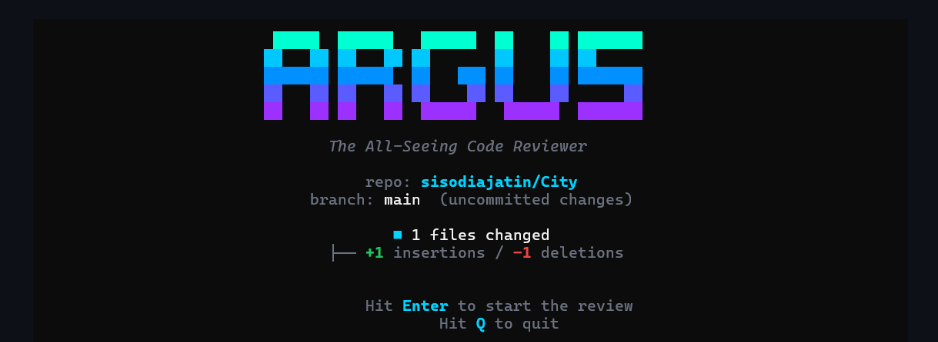 ARGUS
The All-Seeing Code Reviewer
repo: sisodiajatin/City
branch: main (uncommitted changes)
■ 1 files changed
├── +1 insertions / −1 deletions
Hit Enter to start the review
Hit Q to quit